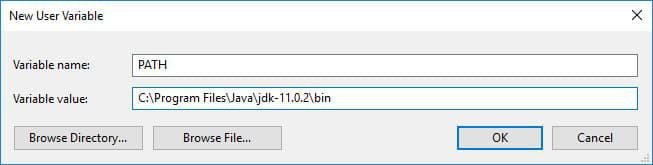 New User Variable
Variable name: PATH
Variable value: C:\Program Files\Java\jdk-11.0.2\bin
Browse Directory... Browse File... OK Cancel